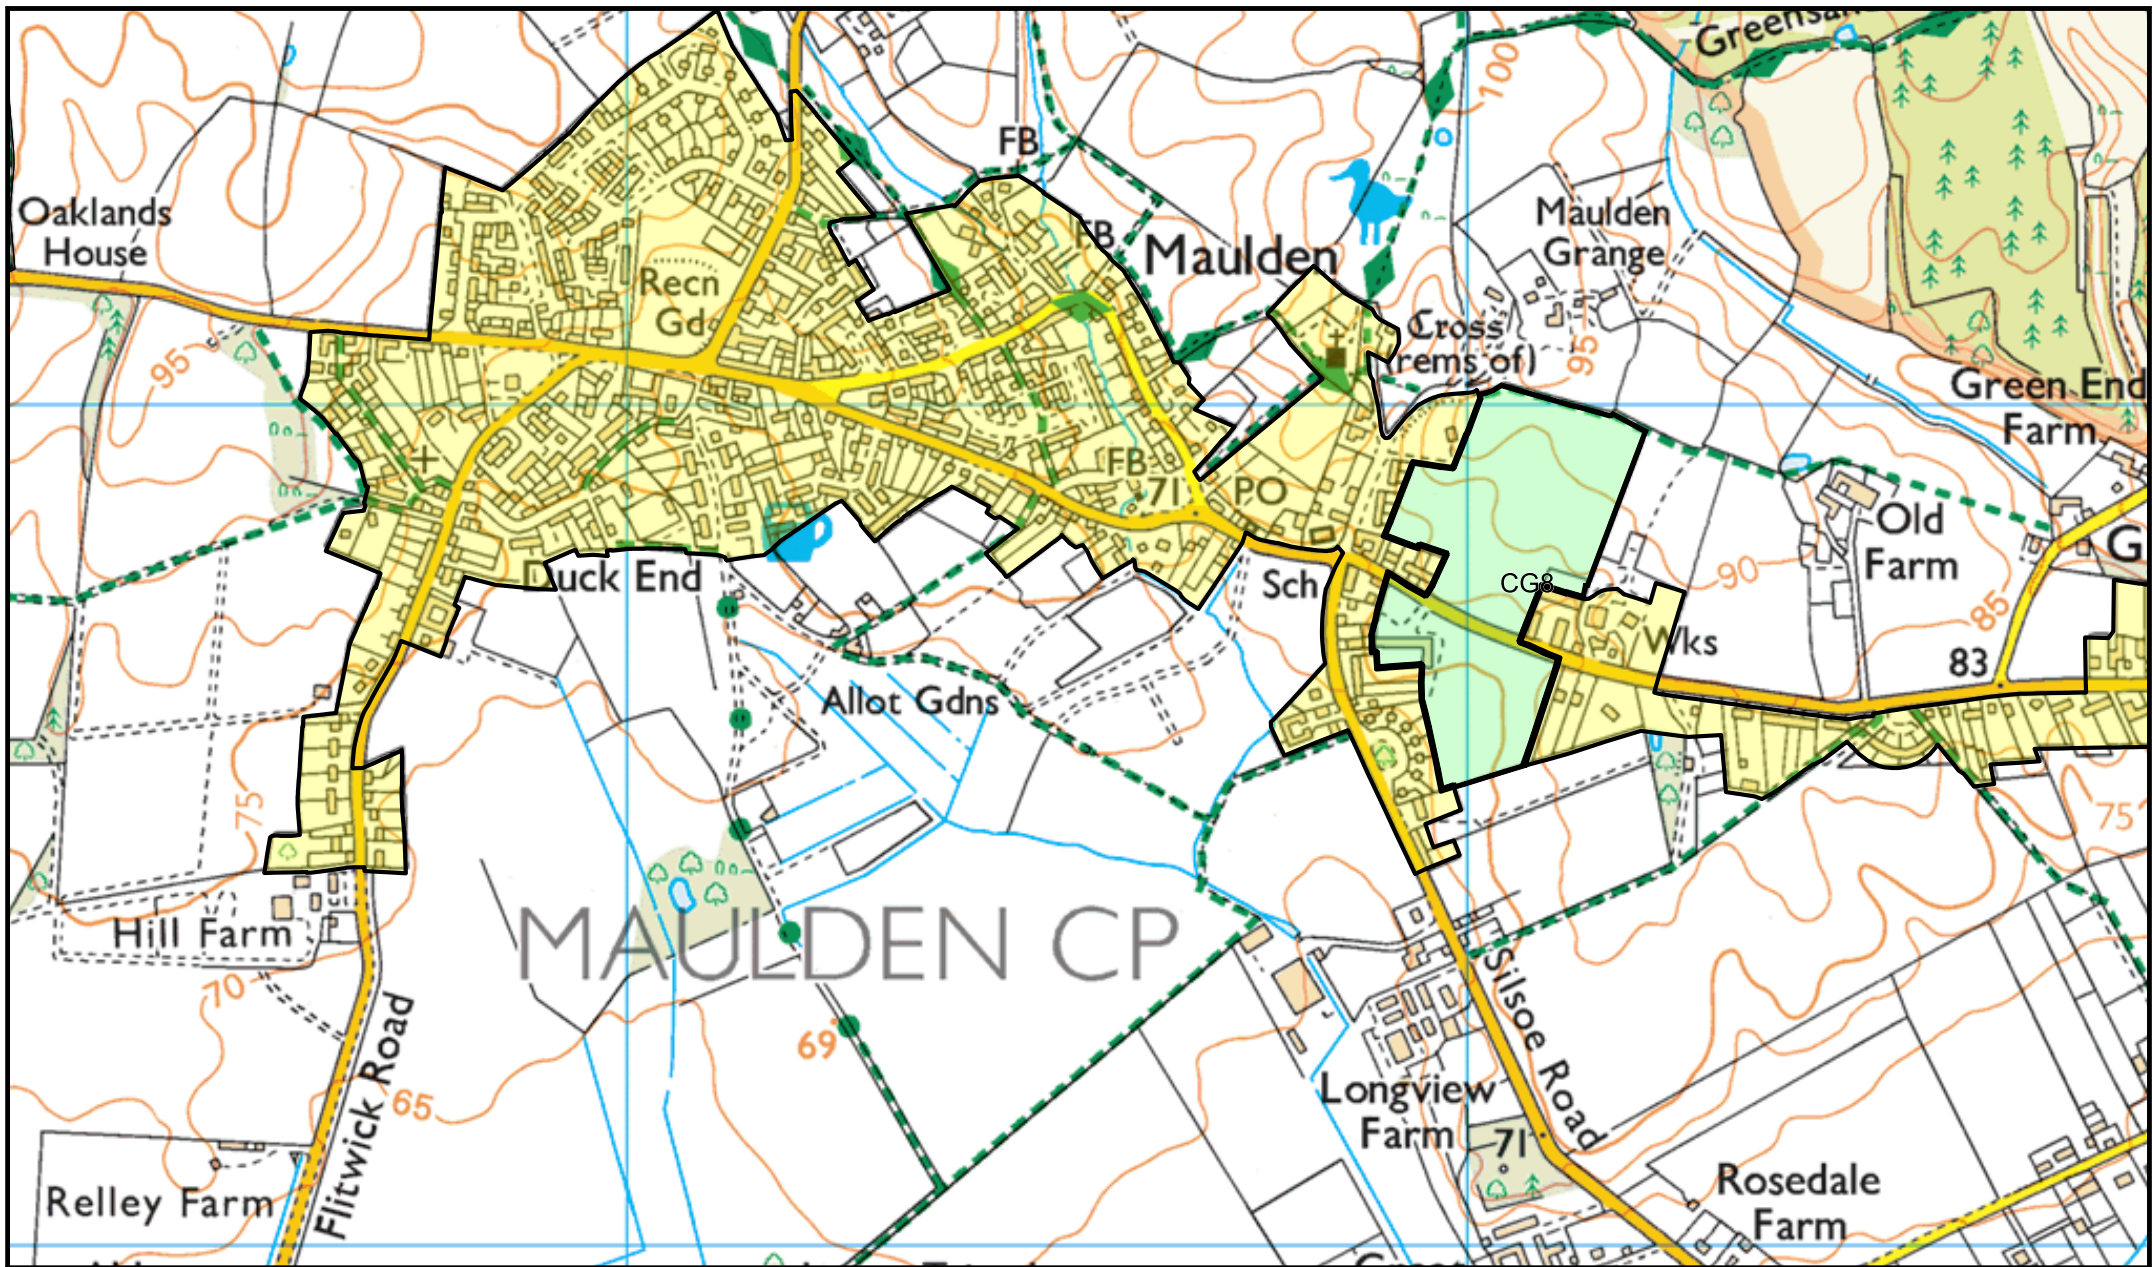 Greensan
100
FB
Oaklands
House
Maulden
Grange
FB
Maulden
Recn
Gd
Cross
(rems of)
95
95
Green End
Farm
FB
71
PO
Old
Farm
G
Duck End
Sch
CG8
90
85
Wks
83
Allot Gdns
75
75
Hill Farm
MAULDEN CP
70
Silsoe Road
69
Flitwick Road
65
Longview
Farm
71
Rosedale
Farm
Relley Farm